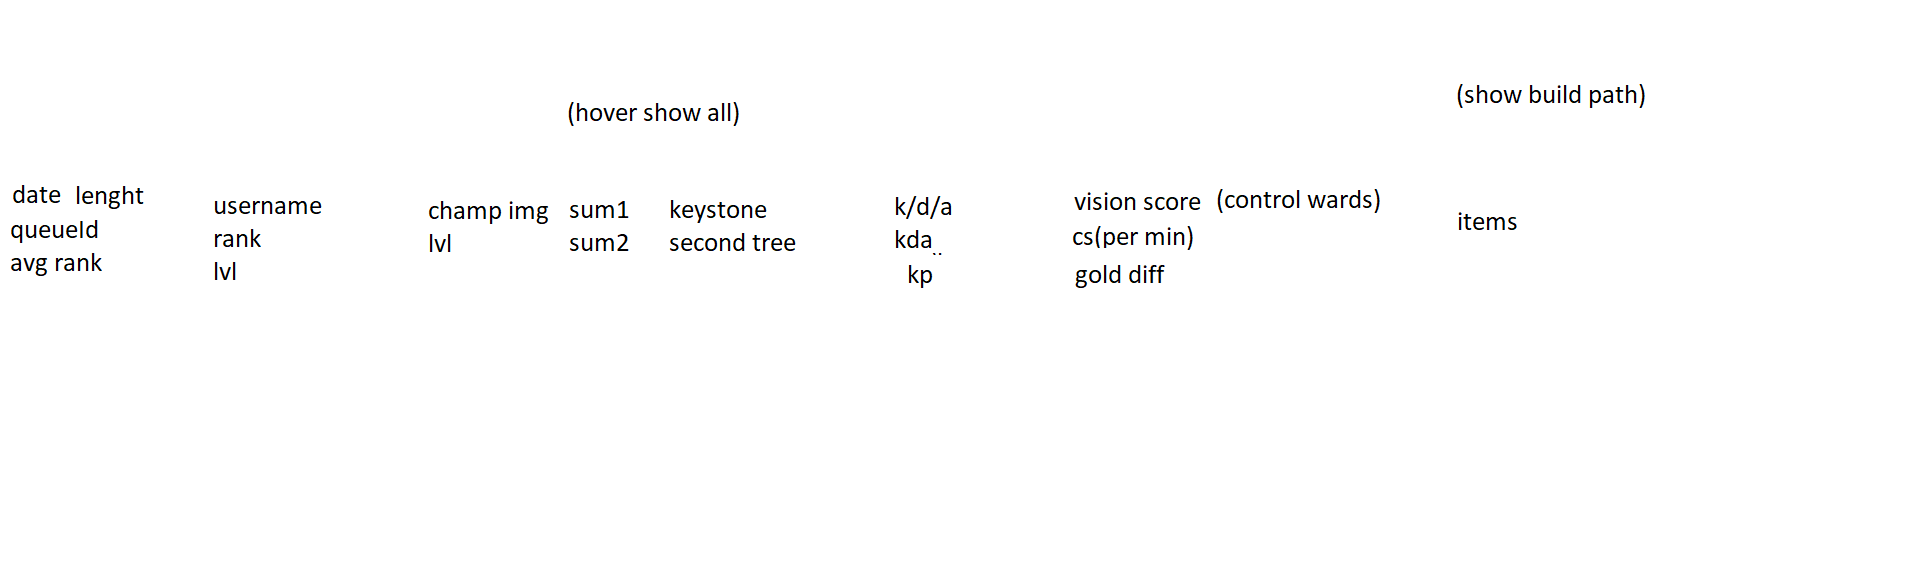 (show build path)
(hover show all)
date lenght
queueId
avg rank
username
rank
lvl
champ img
lvl
sum1
sum2
keystone
second tree
k/d/a
kda
kp
vision score (control wards)
cs(per min)
gold diff
items